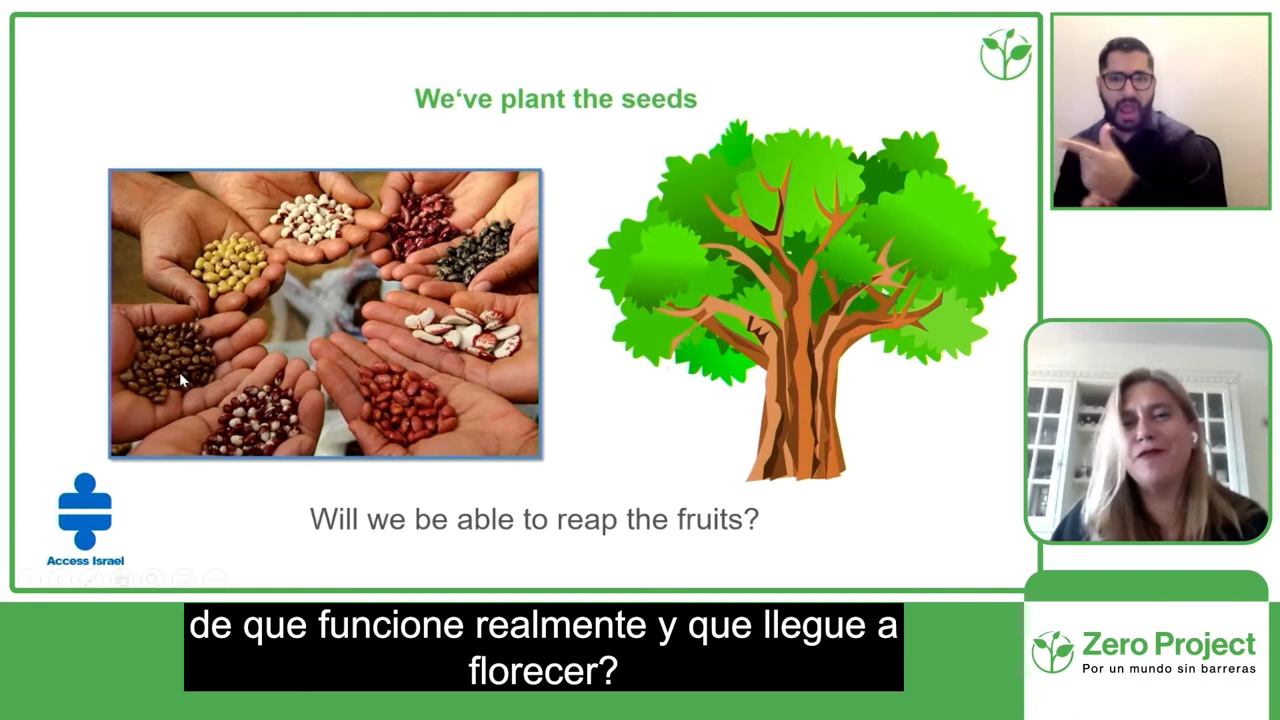 We‘ve plant the seeds
Will we be able to reap the fruits?
Access Israel
de que funcione realmente y que llegue a
florecer?
Zero Project
Por un mundo sin barreras